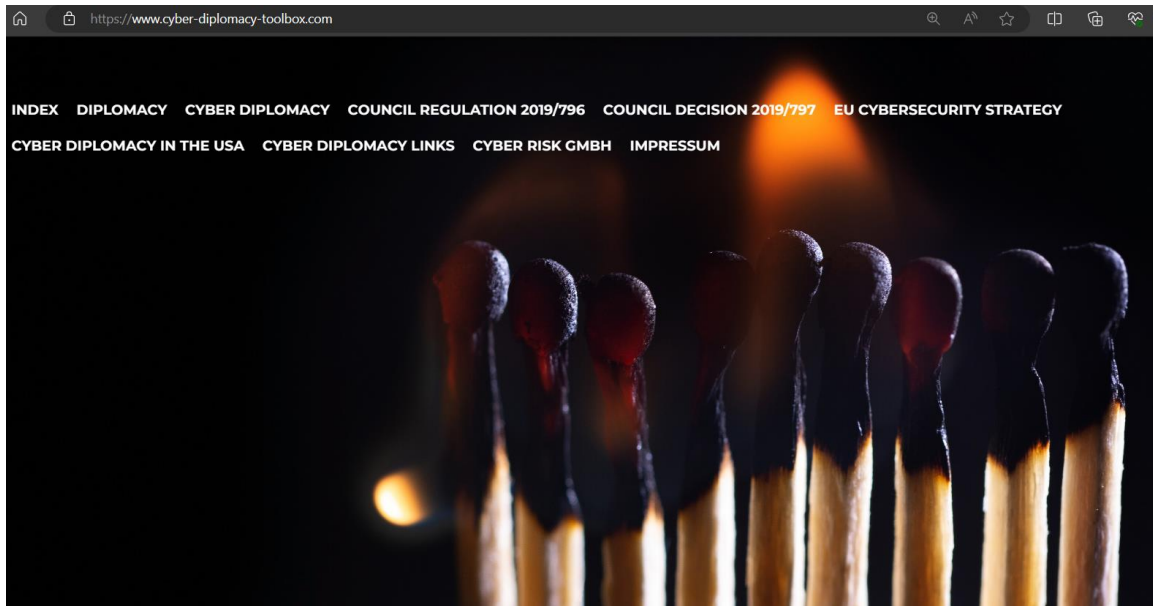 https://www.cyber-diplomacy-toolbox.com
INDEX DIPLOMACY CYBER DIPLOMACY COUNCIL REGULATION 2019/796 COUNCIL DECISION 2019/797 EU CYBERSECURITY STRATEGY
CYBER DIPLOMACY IN THE USA CYBER DIPLOMACY LINKS CYBER RISK GMBH IMPRESSUM